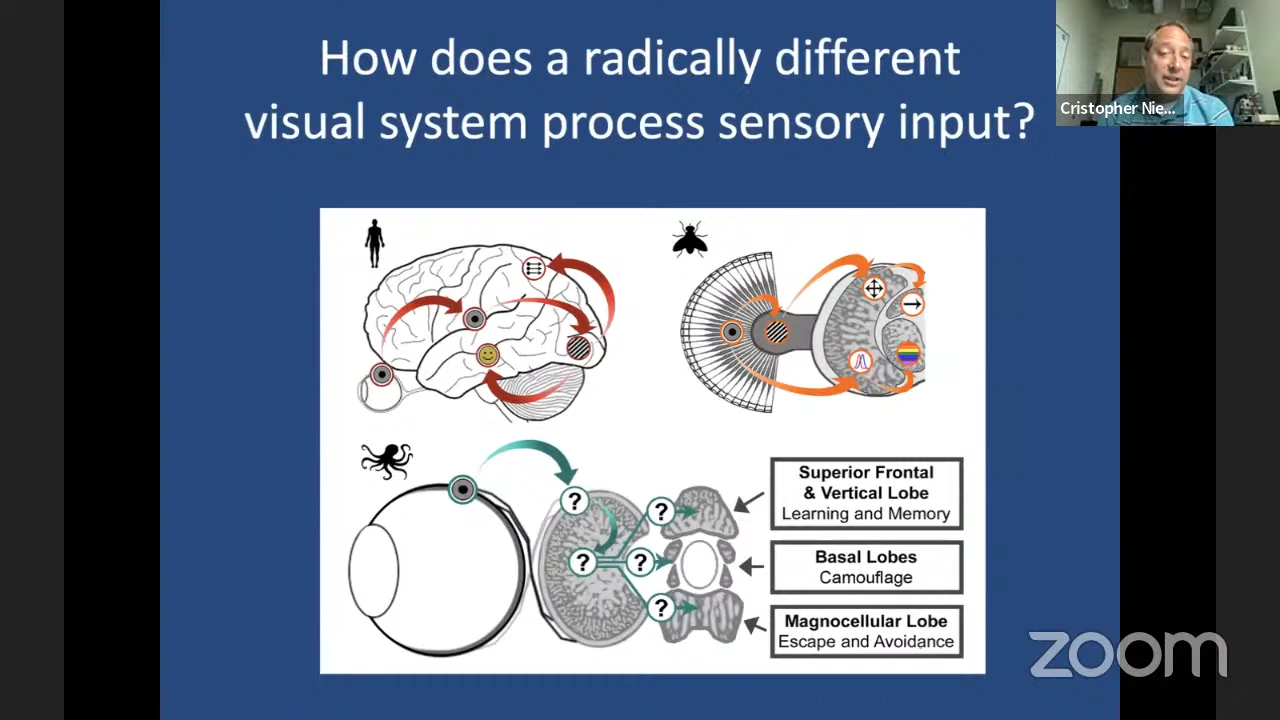 How does a radically different
visual system process sensory input?
Cristopher Nie...
?
?
?
?
?
Superior Frontal
& Vertical Lobe
Learning and Memory
Basal Lobes
Camouflage
Magnocellular Lobe
Escape and Avoidance
zoom